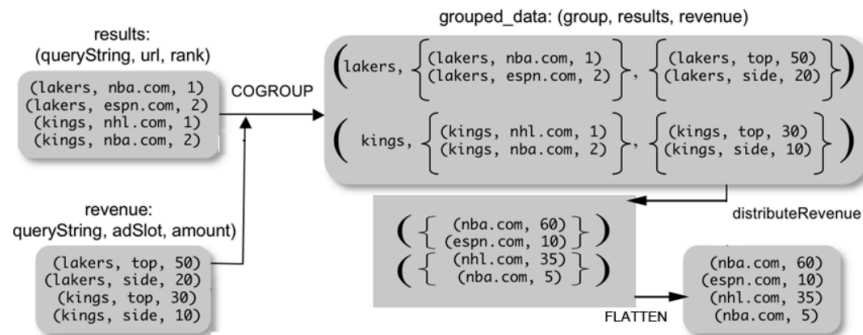 results:
(queryString, url, rank)
(lakers, nba.com, 1)
(lakers, espn.com, 2)
(kings, nhl.com, 1)
(kings, nba.com, 2)
revenue:
queryString, adSlot, amount)
(lakers, top, 50)
(lakers, side, 20)
(kings, top, 30)
(kings, side, 10)
COGROUP
grouped_data: (group, results, revenue)
(lakers, {(lakers, nba.com, 1) (lakers, espn.com, 2)}, {(lakers, top, 50) (lakers, side, 20)})
(kings, {(kings, nhl.com, 1) (kings, nba.com, 2)}, {(kings, top, 30) (kings, side, 10)})
distributeRevenue
({(nba.com, 60) (espn.com, 10)})
({(nhl.com, 35) (nba.com, 5)})
FLATTEN
(nba.com, 60)
(espn.com, 10)
(nhl.com, 35)
(nba.com, 5)